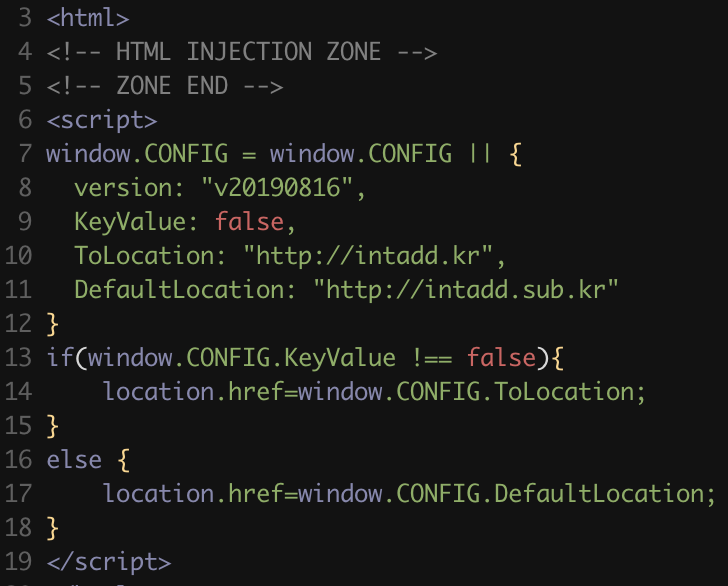 3 <html>
4 <!-- HTML INJECTION ZONE -->
5 <!-- ZONE END -->
6 <script>
7 window.CONFIG = window.CONFIG || {
8   version: "v20190816",
9   KeyValue: false,
10   ToLocation: "http://intadd.kr",
11   DefaultLocation: "http://intadd.sub.kr"
12 }
13 if(window.CONFIG.KeyValue !== false){
14     location.href=window.CONFIG.ToLocation;
15 }
16 else {
17     location.href=window.CONFIG.DefaultLocation;
18 }
19 </script>